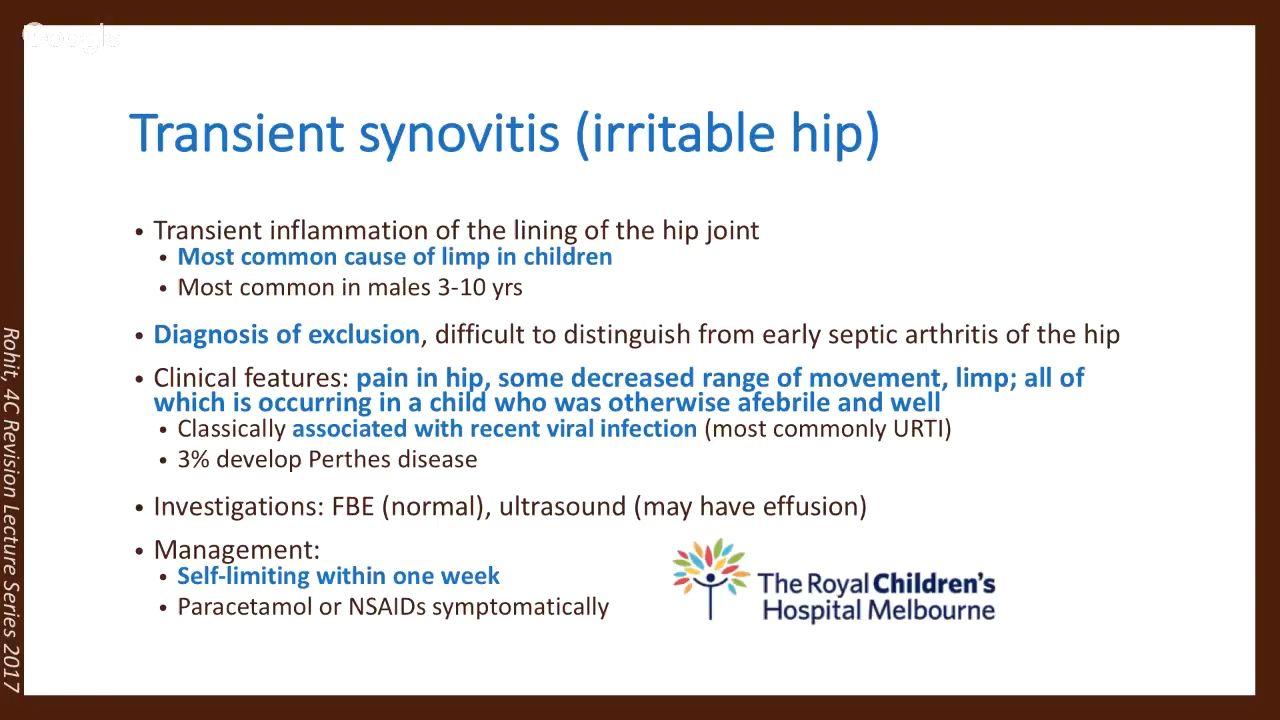 Google
Transient synovitis (irritable hip)
• Transient inflammation of the lining of the hip joint
• Most common cause of limp in children
• Most common in males 3-10 yrs
• Diagnosis of exclusion, difficult to distinguish from early septic arthritis of the hip
• Clinical features: pain in hip, some decreased range of movement, limp; all of
which is occurring in a child who was otherwise afebrile and well
• Classically associated with recent viral infection (most commonly URTI)
• 3% develop Perthes disease
• Investigations: FBE (normal), ultrasound (may have effusion)
• Management:
• Self-limiting within one week
• Paracetamol or NSAIDs symptomatically
The Royal Children's
Hospital Melbourne
Rohit, 4C Revision Lecture Series 2017